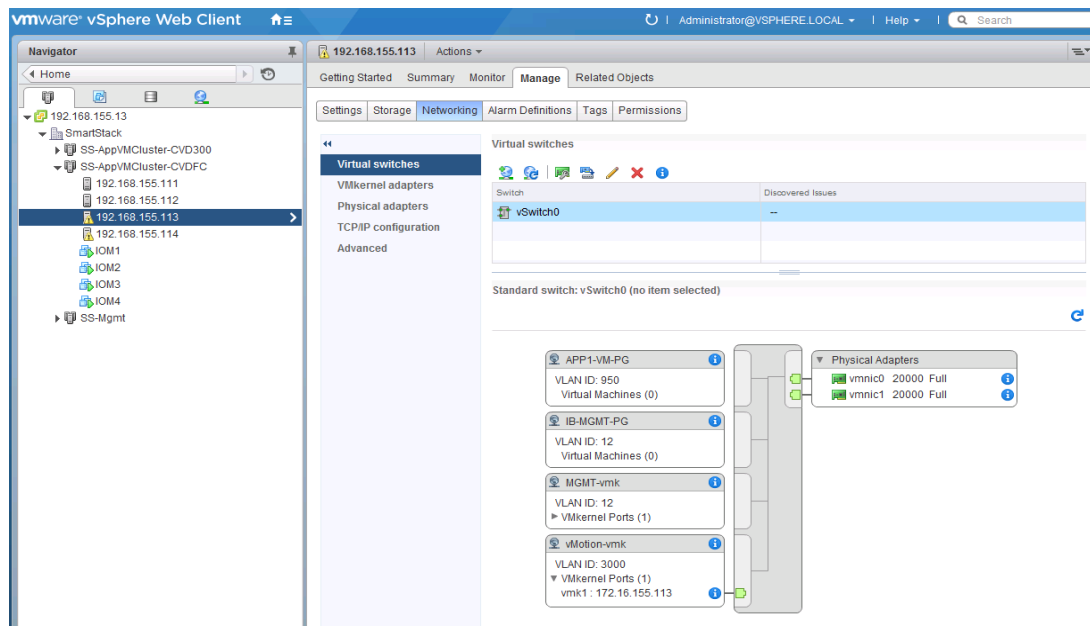 vmware® vSphere Web Client
Administrator@VSPHERE.LOCAL
Help
Search
Navigator
Home
192.168.155.13
SmartStack
SS-AppVMCluster-CVD300
SS-AppVMCluster-CVDFC
192.168.155.111
192.168.155.112
192.168.155.113
192.168.155.114
IOM1
IOM2
IOM3
IOM4
SS-Mgmt
192.168.155.113 Actions
Getting Started Summary Monitor Manage Related Objects
Settings Storage Networking Alarm Definitions Tags Permissions
Virtual switches
VMkernel adapters
Physical adapters
TCP/IP configuration
Advanced
Virtual switches
Switch Discovered Issues
vSwitch0 --
Standard switch: vSwitch0 (no item selected)
APP1-VM-PG
VLAN ID: 950
Virtual Machines (0)
IB-MGMT-PG
VLAN ID: 12
Virtual Machines (0)
MGMT-vmk
VLAN ID: 12
VMkernel Ports (1)
vMotion-vmk
VLAN ID: 3000
VMkernel Ports (1)
vmk1 : 172.16.155.113
Physical Adapters
vmnic0 20000 Full
vmnic1 20000 Full